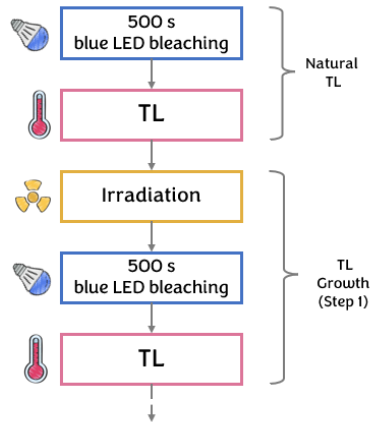 500 s
blue LED bleaching
TL
Natural
TL
Irradiation
500 s
blue LED bleaching
TL
TL
Growth
(Step 1)